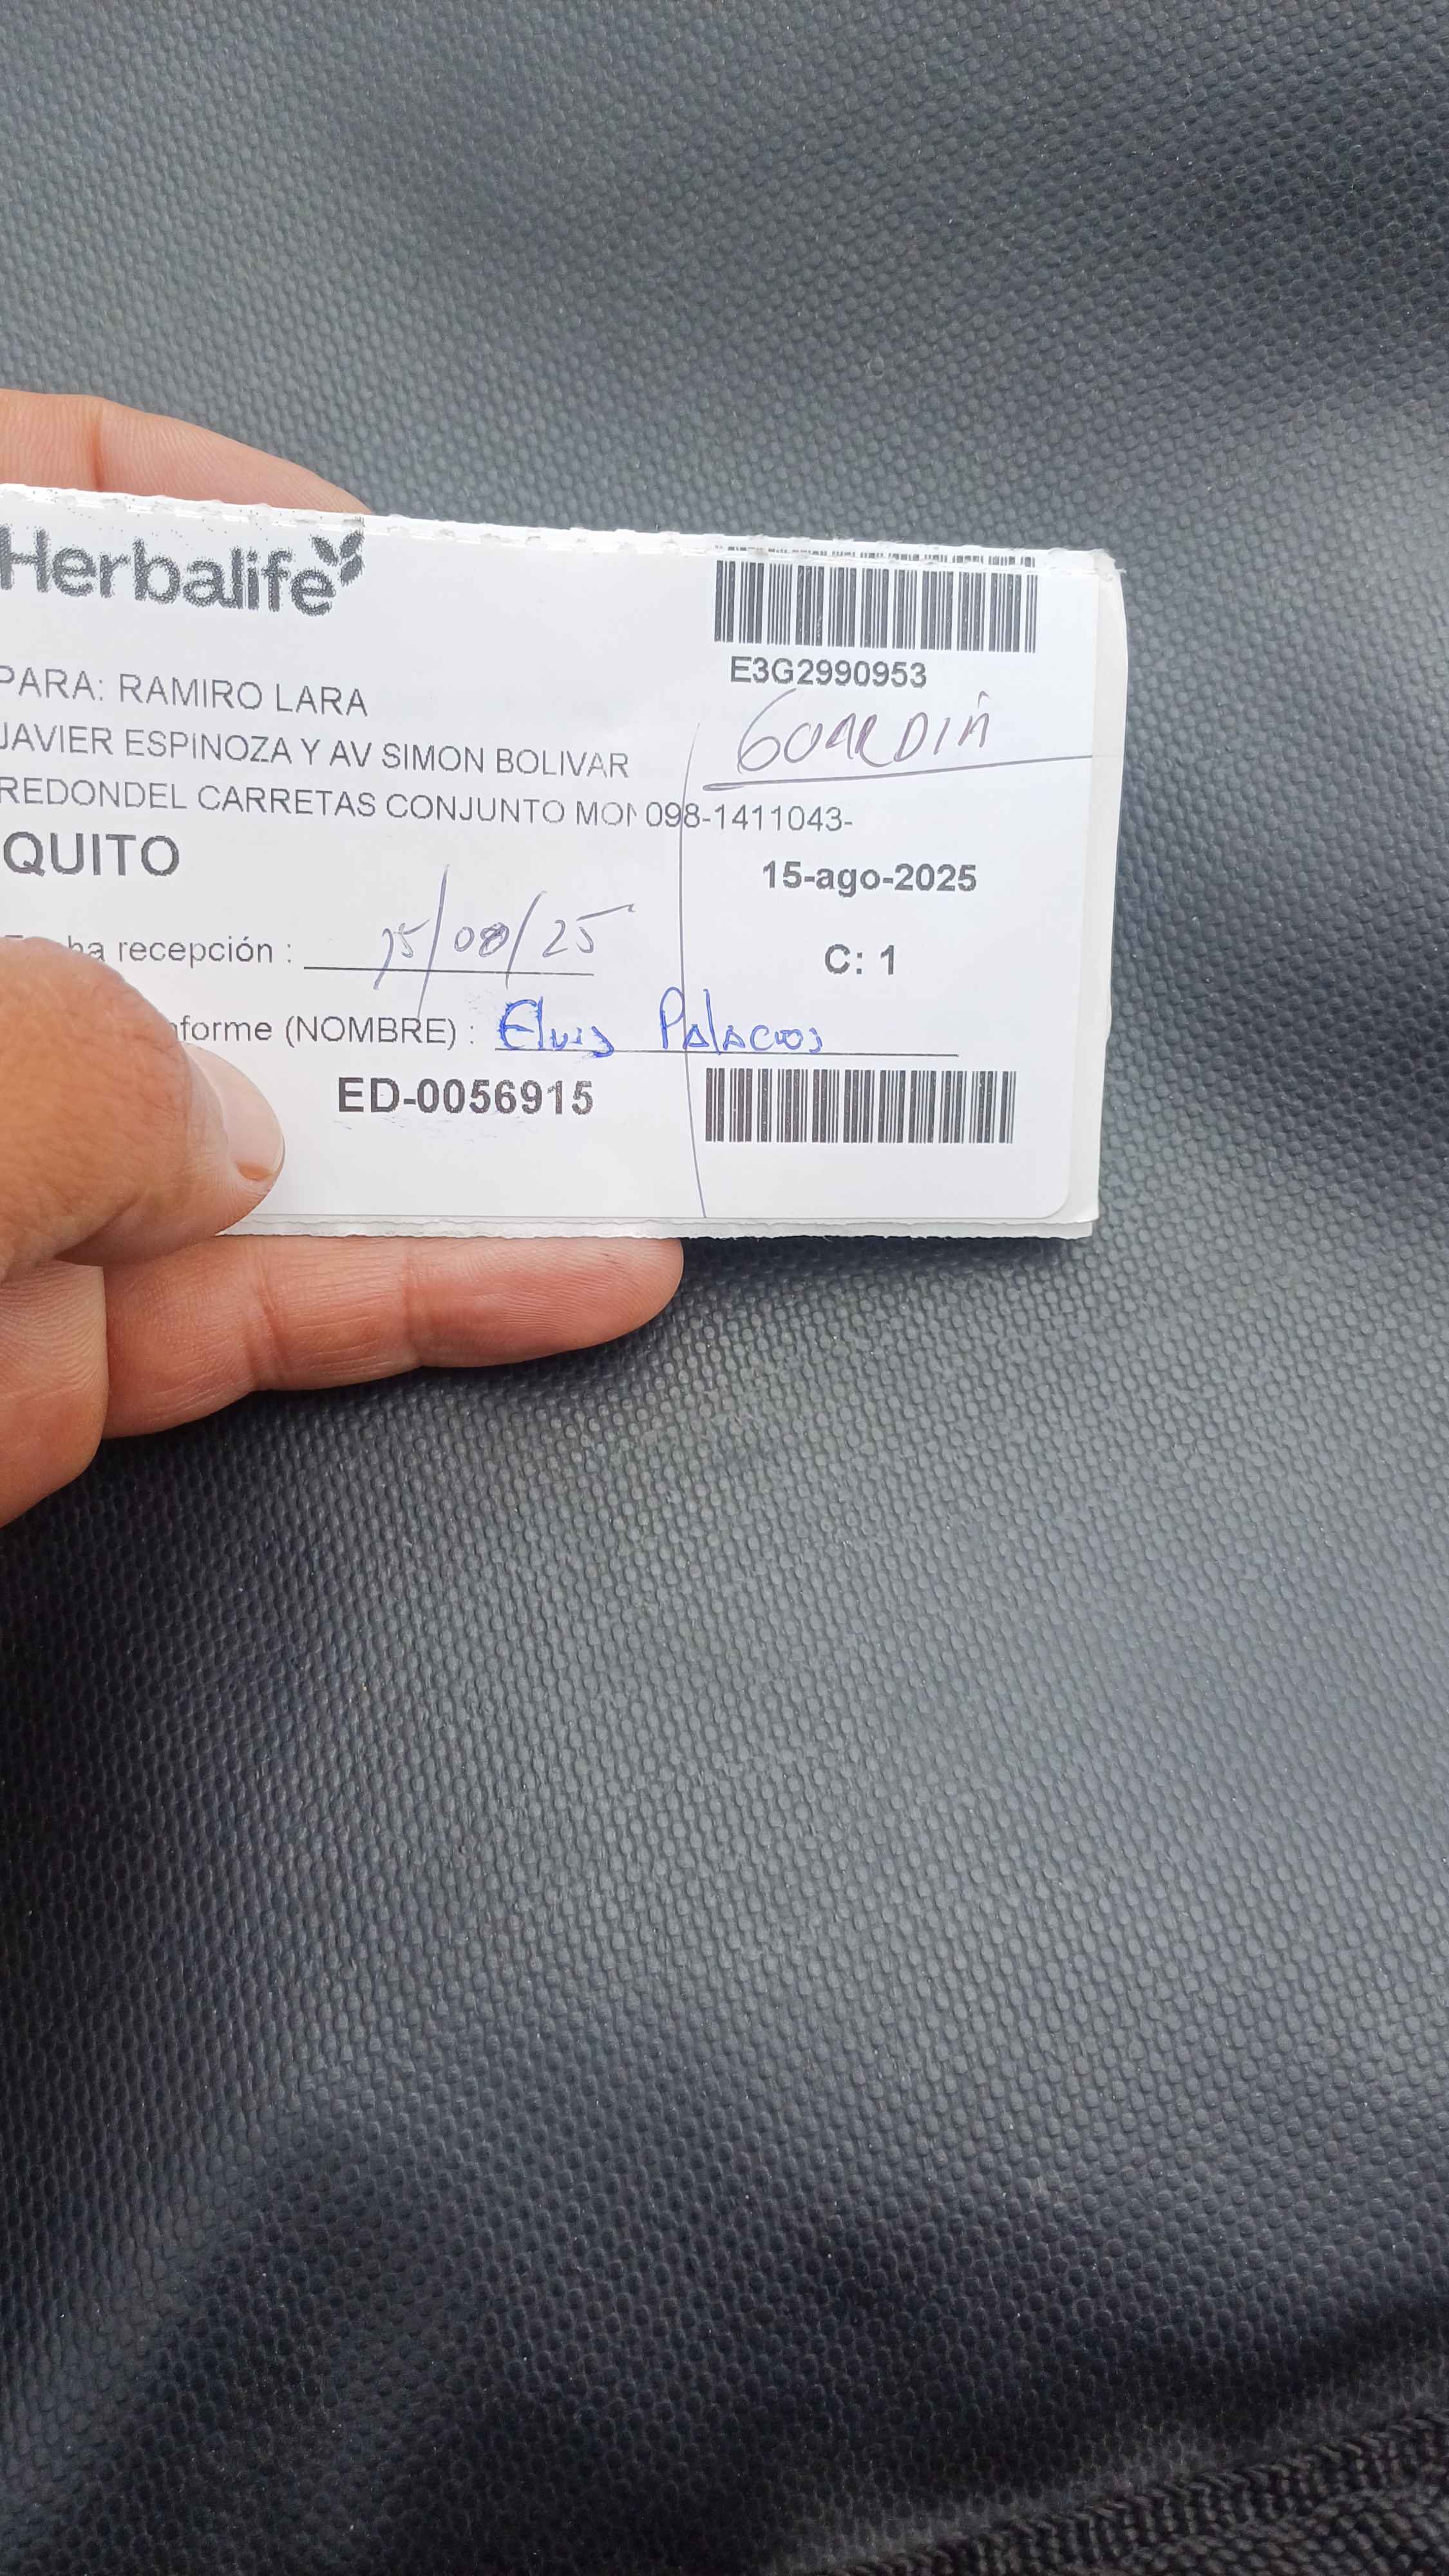 Herbalife
E3G2990953
GUARDIA
PARA: RAMIRO LARA
JAVIER ESPINOZA Y AV SIMON BOLIVAR
REDONDEL CARRETAS CONJUNTO MON 098-1411043-
QUITO
15-ago-2025
recepción : 15/08/25
C: 1
nforme (NOMBRE) : Elvis Palacios
ED-0056915